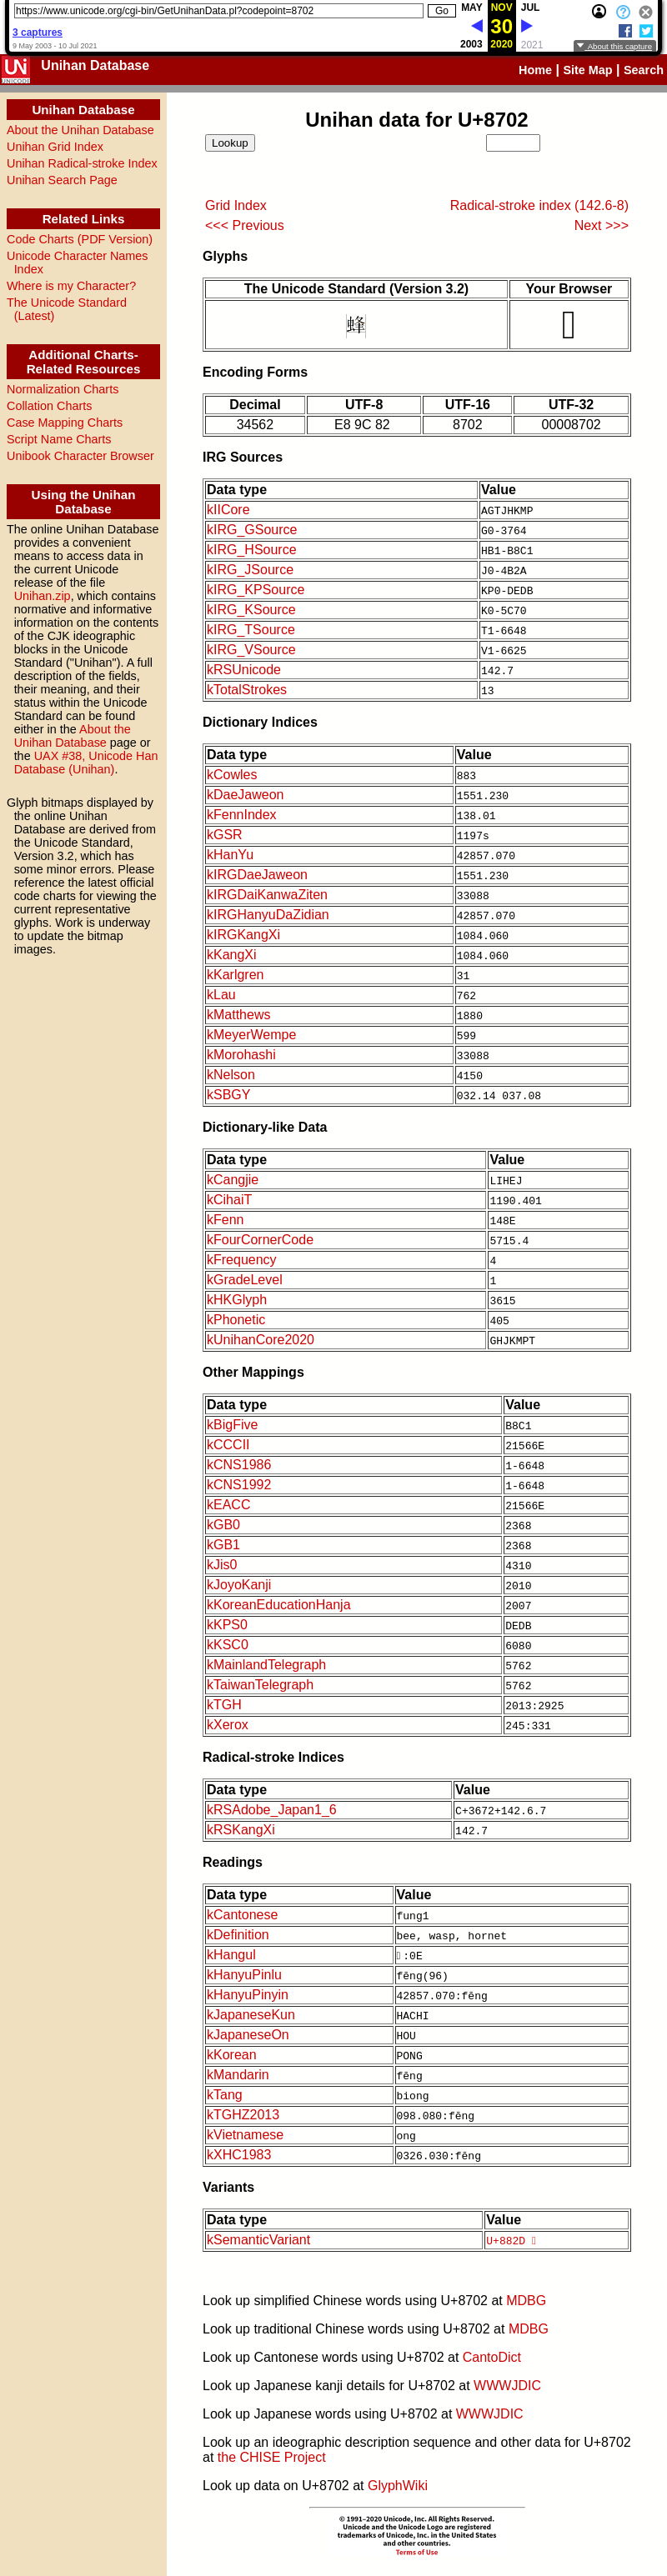 https://www.unicode.org/cgi-bin/GetUnihanData.pl?codepoint=8702 Go MAY NOV JUL
3 captures 30
9 May 2003 - 10 Jul 2021 2003 2020 2021 About this capture
Unihan Database Home | Site Map | Search
Unihan Database
About the Unihan Database
Unihan Grid Index
Unihan Radical-stroke Index
Unihan Search Page
Related Links
Code Charts (PDF Version)
Unicode Character Names
Index
Where is my Character?
The Unicode Standard
(Latest)
Additional Charts-
Related Resources
Normalization Charts
Collation Charts
Case Mapping Charts
Script Name Charts
Unibook Character Browser
Using the Unihan
Database
The online Unihan Database
provides a convenient
means to access data in
the current Unicode
release of the file
Unihan.zip, which contains
normative and informative
information on the contents
of the CJK ideographic
blocks in the Unicode
Standard ("Unihan"). A full
description of the fields,
their meaning, and their
status within the Unicode
Standard can be found
either in the About the
Unihan Database page or
the UAX #38, Unicode Han
Database (Unihan).
Glyph bitmaps displayed by
the online Unihan
Database are derived from
the Unicode Standard,
Version 3.2, which has
some minor errors. Please
reference the latest official
code charts for viewing the
current representative
glyphs. Work is underway
to update the bitmap
images.
Unihan data for U+8702
Lookup
Grid Index Radical-stroke index (142.6-8)
<<< Previous Next >>>
Glyphs
The Unicode Standard (Version 3.2) Your Browser
蜂
Encoding Forms
Decimal UTF-8 UTF-16 UTF-32
34562 E8 9C 82 8702 00008702
IRG Sources
Data type Value
kIICore AGTJHKMP
kIRG_GSource G0-3764
kIRG_HSource HB1-B8C1
kIRG_JSource J0-4B2A
kIRG_KPSource KP0-DEDB
kIRG_KSource K0-5C70
kIRG_TSource T1-6648
kIRG_VSource V1-6625
kRSUnicode 142.7
kTotalStrokes 13
Dictionary Indices
Data type Value
kCowles 883
kDaeJaweon 1551.230
kFennIndex 138.01
kGSR 1197s
kHanYu 42857.070
kIRGDaeJaweon 1551.230
kIRGDaiKanwaZiten 33088
kIRGHanyuDaZidian 42857.070
kIRGKangXi 1084.060
kKangXi 1084.060
kKarlgren 31
kLau 762
kMatthews 1880
kMeyerWempe 599
kMorohashi 33088
kNelson 4150
kSBGY 032.14 037.08
Dictionary-like Data
Data type Value
kCangjie LIHEJ
kCihaiT 1190.401
kFenn 148E
kFourCornerCode 5715.4
kFrequency 4
kGradeLevel 1
kHKGlyph 3615
kPhonetic 405
kUnihanCore2020 GHJKMPT
Other Mappings
Data type Value
kBigFive B8C1
kCCCII 21566E
kCNS1986 1-6648
kCNS1992 1-6648
kEACC 21566E
kGB0 2368
kGB1 2368
kJis0 4310
kJoyoKanji 2010
kKoreanEducationHanja 2007
kKPS0 DEDB
kKSC0 6080
kMainlandTelegraph 5762
kTaiwanTelegraph 5762
kTGH 2013:2925
kXerox 245:331
Radical-stroke Indices
Data type Value
kRSAdobe_Japan1_6 C+3672+142.6.7
kRSKangXi 142.7
Readings
Data type Value
kCantonese fung1
kDefinition bee, wasp, hornet
kHangul :0E
kHanyuPinlu fēng(96)
kHanyuPinyin 42857.070:fēng
kJapaneseKun HACHI
kJapaneseOn HOU
kKorean PONG
kMandarin fēng
kTang biong
kTGHZ2013 098.080:fēng
kVietnamese ong
kXHC1983 0326.030:fēng
Variants
Data type Value
kSemanticVariant U+882D
Look up simplified Chinese words using U+8702 at MDBG
Look up traditional Chinese words using U+8702 at MDBG
Look up Cantonese words using U+8702 at CantoDict
Look up Japanese kanji details for U+8702 at WWWJDIC
Look up Japanese words using U+8702 at WWWJDIC
Look up an ideographic description sequence and other data for U+8702
at the CHISE Project
Look up data on U+8702 at GlyphWiki
© 1991–2020 Unicode, Inc. All Rights Reserved.
Unicode and the Unicode Logo are registered
trademarks of Unicode, Inc. in the United States
and other countries.
Terms of Use